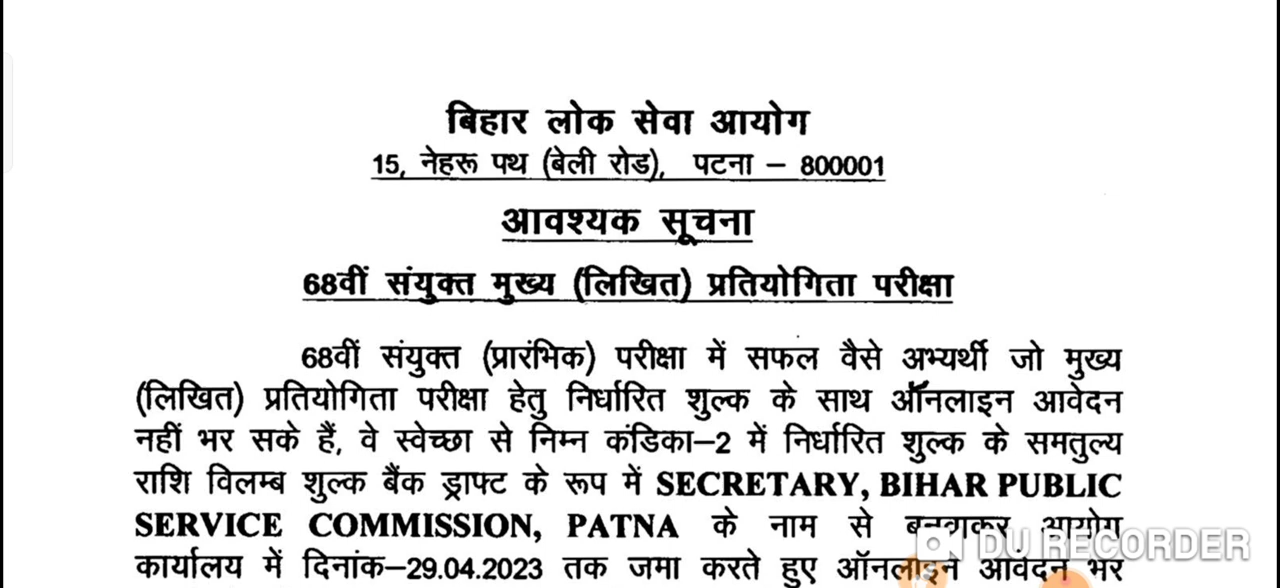 बिहार लोक सेवा आयोग
15, नेहरू पथ (बेली रोड), पटना – 800001
आवश्यक सूचना
68वीं संयुक्त मुख्य (लिखित) प्रतियोगिता परीक्षा
68वीं संयुक्त (प्रारंभिक) परीक्षा में सफल वैसे अभ्यर्थी जो मुख्य
(लिखित) प्रतियोगिता परीक्षा हेतु निर्धारित शुल्क के साथ ऑनलाइन आवेदन
नहीं भर सके हैं, वे स्वेच्छा से निम्न कंडिका–2 में निर्धारित शुल्क के समतुल्य
राशि विलम्ब शुल्क बैंक ड्राफ्ट के रूप में SECRETARY, BIHAR PUBLIC
SERVICE COMMISSION, PATNA के नाम से बनवाकर आयोग
कार्यालय में दिनांक–29.04.2023 तक जमा करते हुए ऑनलाइन आवेदन भर
DU RECORDER